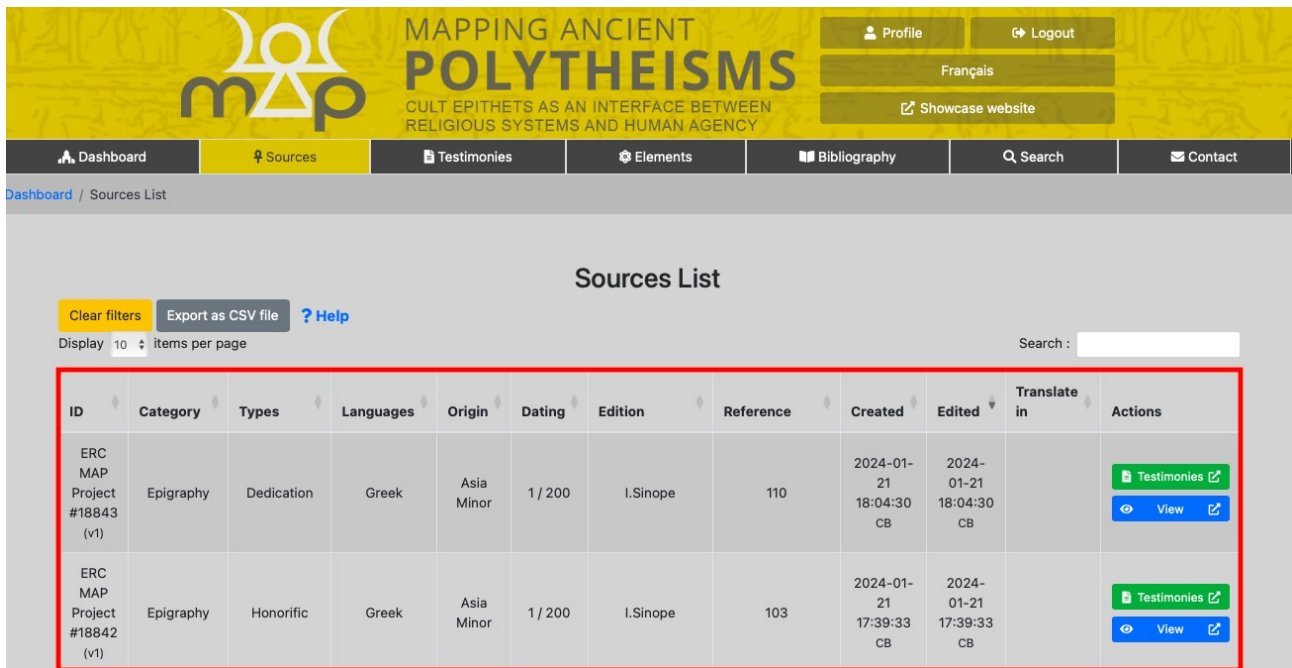 map
MAPPING ANCIENT
POLYTHEISMS
CULT EPITHETS AS AN INTERFACE BETWEEN
RELIGIOUS SYSTEMS AND HUMAN AGENCY
Profile
Logout
Français
Showcase website
Dashboard
Sources
Testimonies
Elements
Bibliography
Search
Contact
Dashboard / Sources List
Sources List
Clear filters
Export as CSV file
? Help
Display 10 items per page
Search :
ID
Category
Types
Languages
Origin
Dating
Edition
Reference
Created
Edited
Translate
in
Actions
ERC
MAP
Project
#18843
(v1)
Epigraphy
Dedication
Greek
Asia
Minor
1 / 200
I.Sinope
110
2024-01-
21
18:04:30
CB
2024-
01-21
18:04:30
CB
Testimonies
View
ERC
MAP
Project
#18842
(v1)
Epigraphy
Honorific
Greek
Asia
Minor
1 / 200
I.Sinope
103
2024-01-
21
17:39:33
CB
2024-
01-21
17:39:33
CB
Testimonies
View